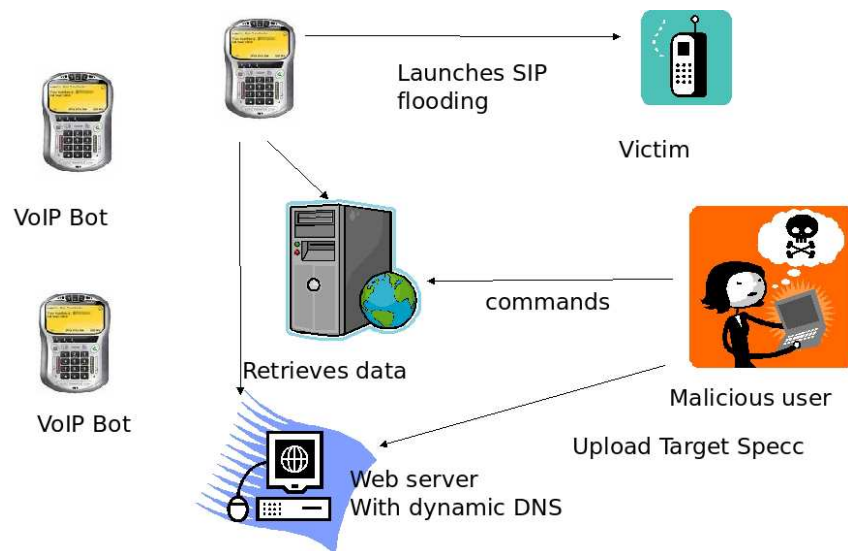 Launches SIP
flooding
Victim
VoIP Bot
commands
Retrieves data
Malicious user
VoIP Bot
Upload Target Specc
Web server
With dynamic DNS